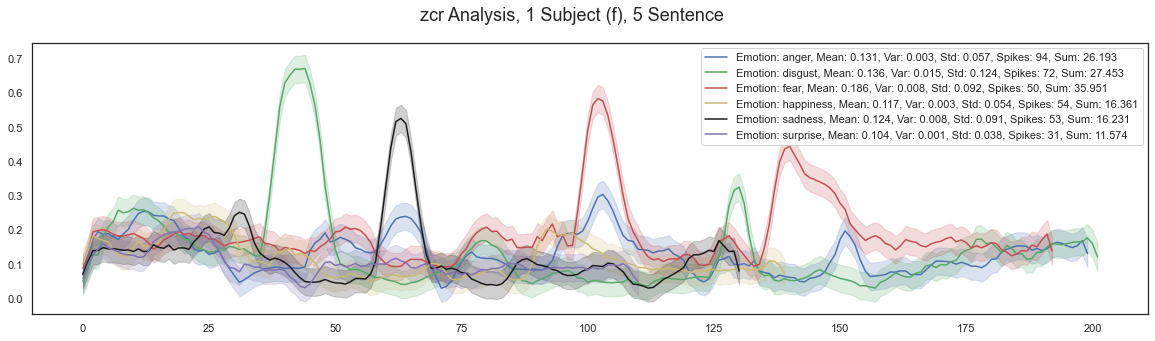 zcr Analysis, 1 Subject (f), 5 Sentence
Emotion: anger, Mean: 0.131, Var: 0.003, Std: 0.057, Spikes: 94, Sum: 26.193
Emotion: disgust, Mean: 0.136, Var: 0.015, Std: 0.124, Spikes: 72, Sum: 27.453
Emotion: fear, Mean: 0.186, Var: 0.008, Std: 0.092, Spikes: 50, Sum: 35.951
Emotion: happiness, Mean: 0.117, Var: 0.003, Std: 0.054, Spikes: 54, Sum: 16.361
Emotion: sadness, Mean: 0.124, Var: 0.008, Std: 0.091, Spikes: 53, Sum: 16.231
Emotion: surprise, Mean: 0.104, Var: 0.001, Std: 0.038, Spikes: 31, Sum: 11.574
0.7
0.6
0.5
0.4
0.3
0.2
0.1
0.0
0 25 50 75 100 125 150 175 200